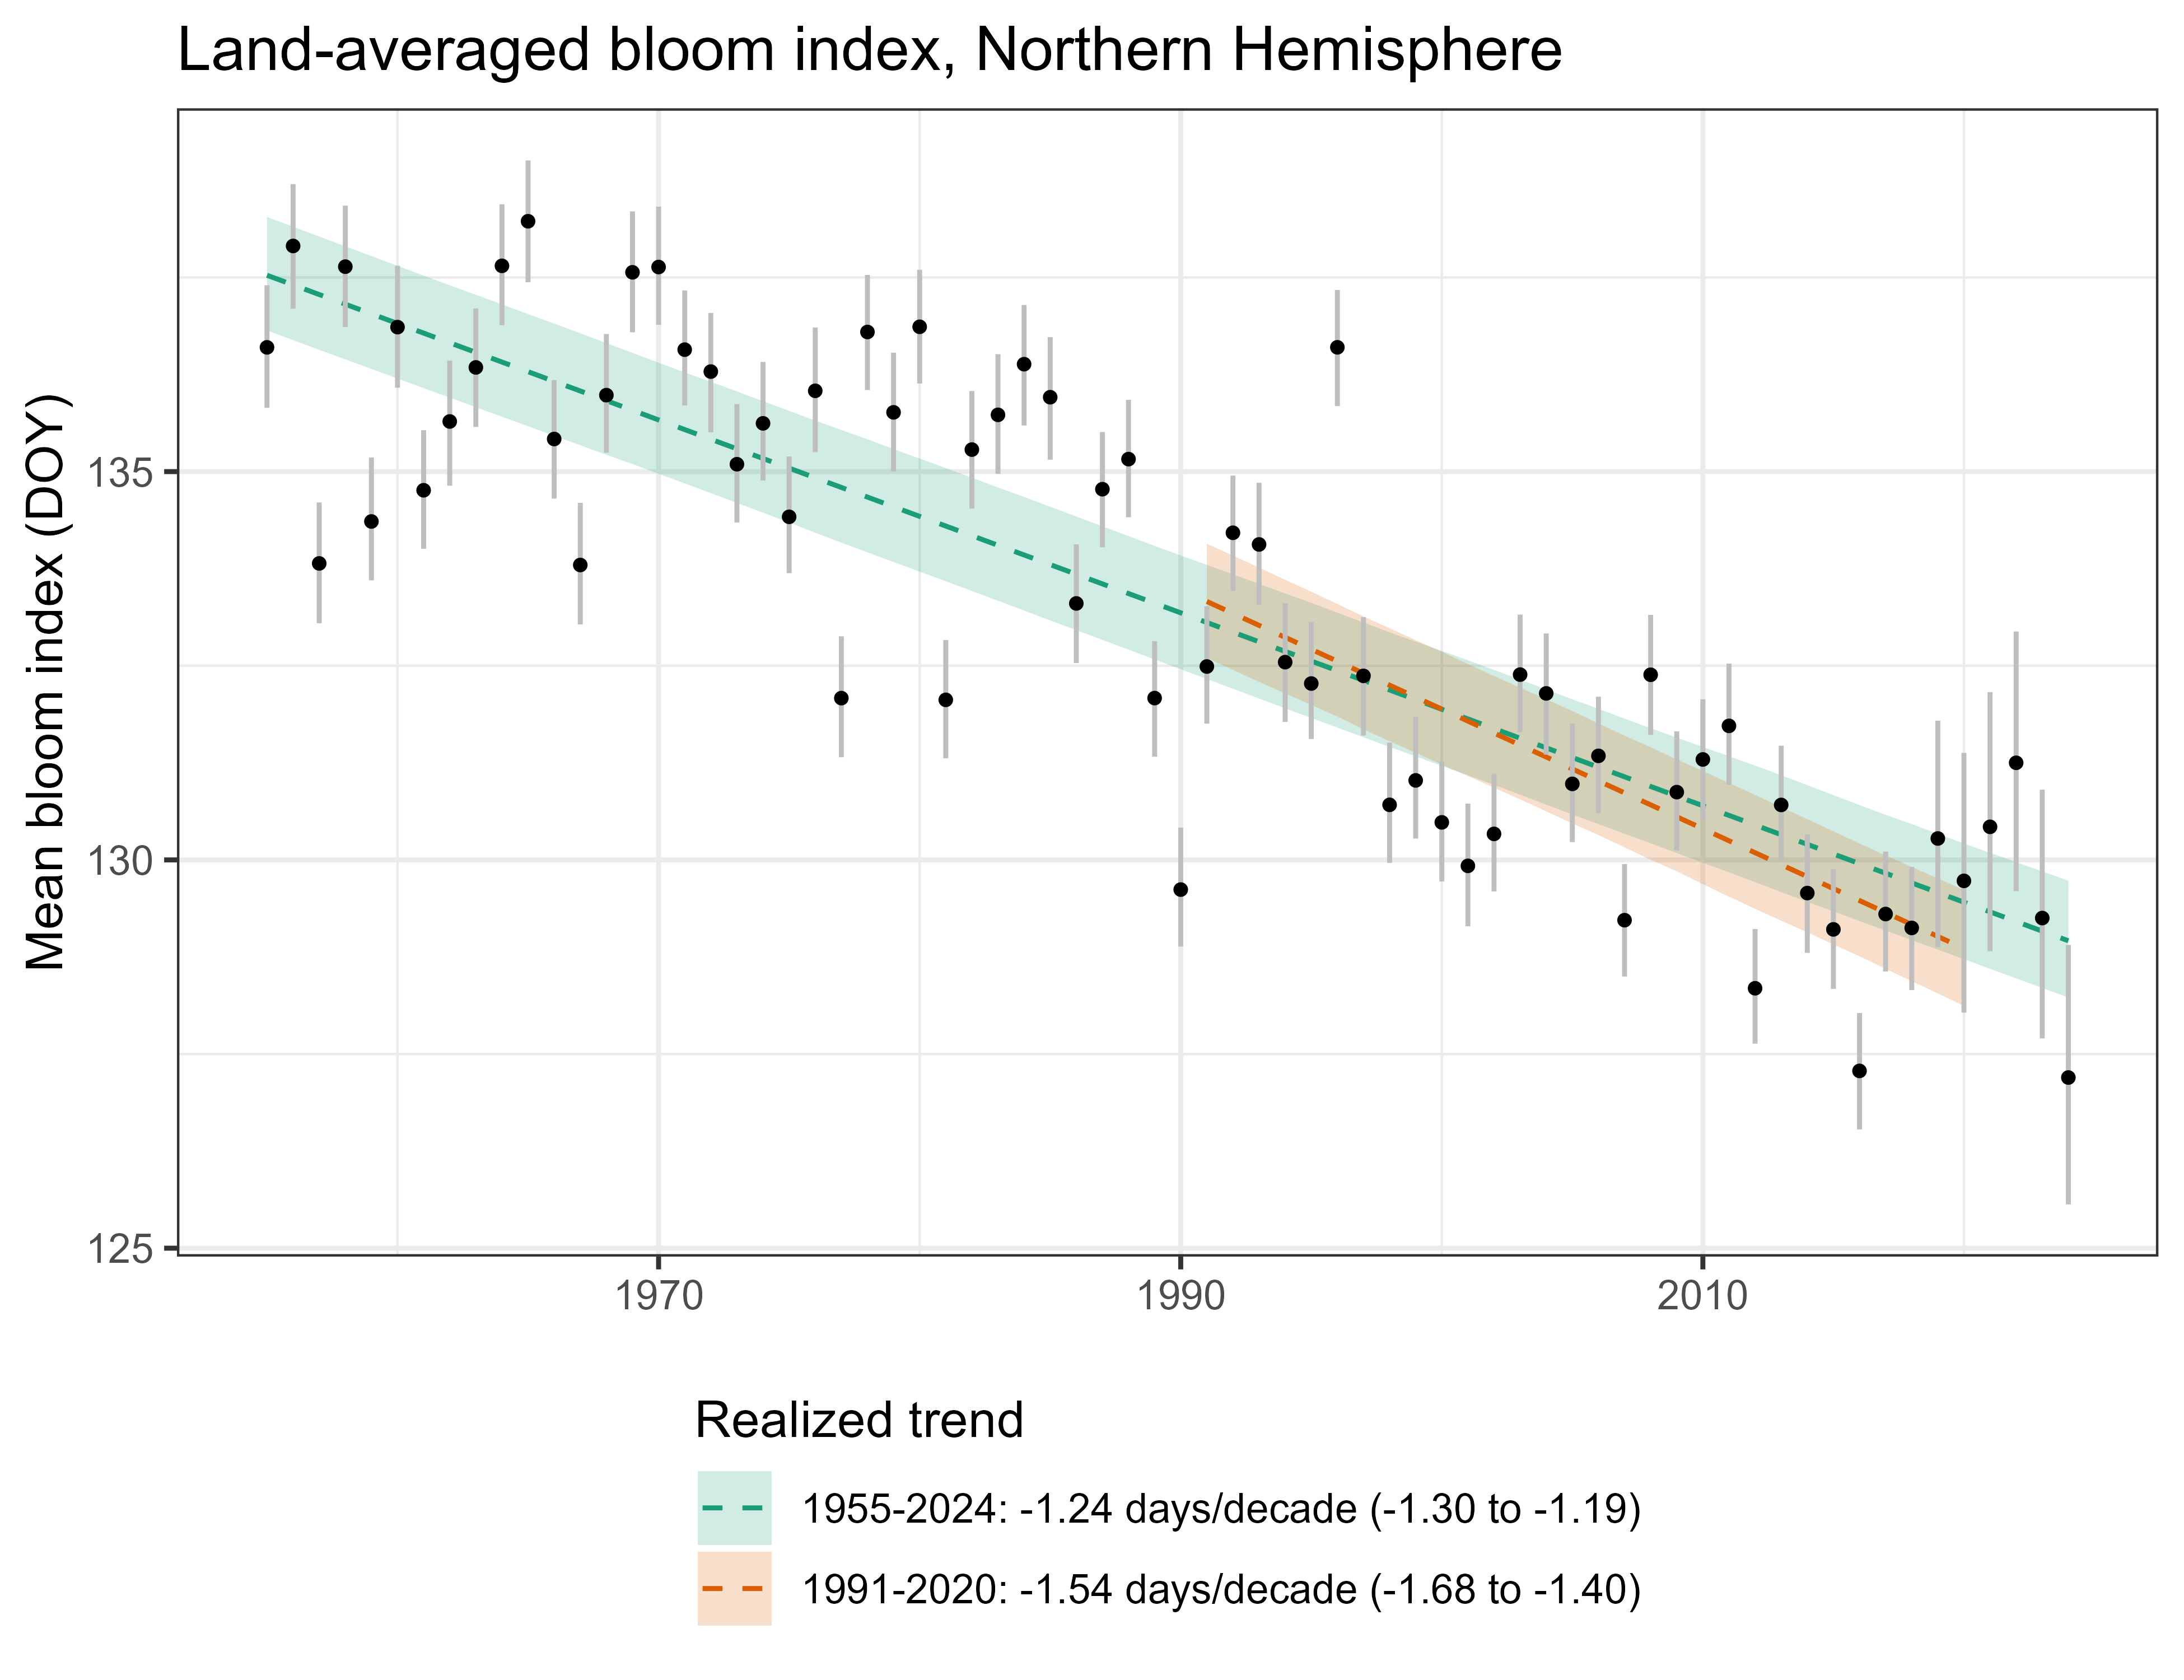 Land-averaged bloom index, Northern Hemisphere
Mean bloom index (DOY)
135
130
125
1970
1990
2010
Realized trend
1955-2024: -1.24 days/decade (-1.30 to -1.19)
1991-2020: -1.54 days/decade (-1.68 to -1.40)